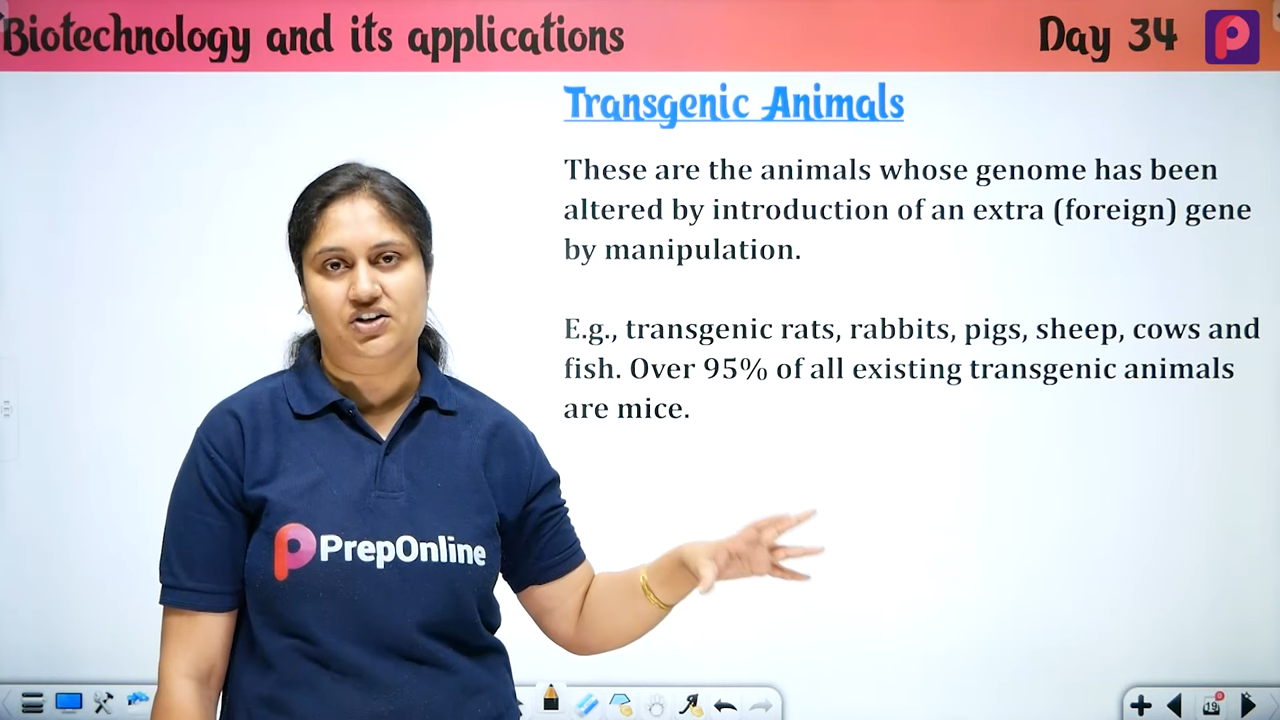 Biotechnology and its applications
Day 34
Transgenic Animals
These are the animals whose genome has been
altered by introduction of an extra (foreign) gene
by manipulation.
E.g., transgenic rats, rabbits, pigs, sheep, cows and
fish. Over 95% of all existing transgenic animals
are mice.
PrepOnline
19